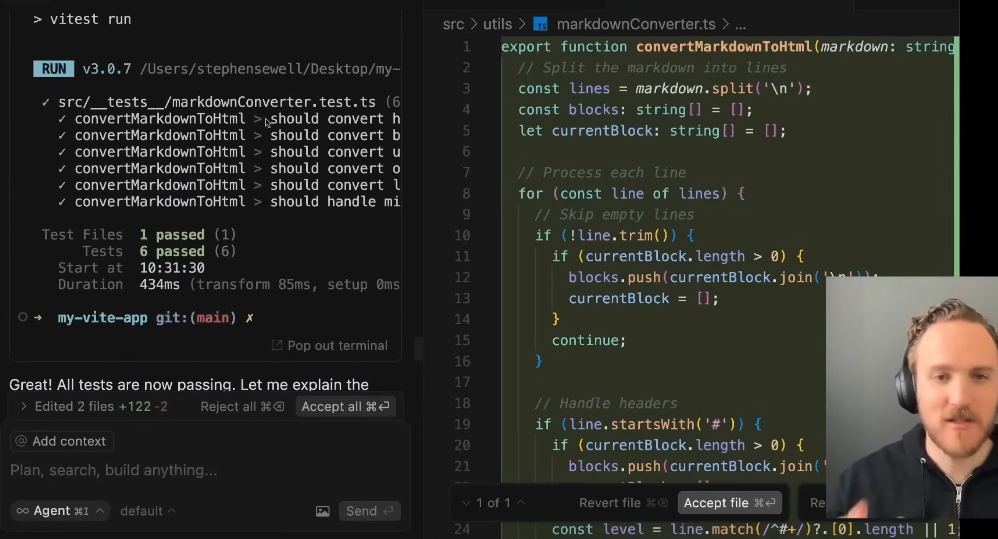 > vitest run
RUN v3.0.7 /Users/stephensewell/Desktop/my-
✓ src/__tests__/markdownConverter.test.ts (6
✓ convertMarkdownToHtml > should convert h
✓ convertMarkdownToHtml > should convert b
✓ convertMarkdownToHtml > should convert u
✓ convertMarkdownToHtml > should convert o
✓ convertMarkdownToHtml > should convert l
✓ convertMarkdownToHtml > should handle mi
Test Files 1 passed (1)
Tests 6 passed (6)
Start at 10:31:30
Duration 434ms (transform 85ms, setup 0ms
→ my-vite-app git:(main) ✗
Pop out terminal
Great! All tests are now passing. Let me explain the
> Edited 2 files +122 -2 Reject all ⌘⌫ Accept all ⌘↵
@ Add context
Plan, search, build anything...
∞ Agent ⌘I ^ default ^ Send ↵
src > utils > TS markdownConverter.ts > ...
1 export function convertMarkdownToHtml(markdown: string
2 // Split the markdown into lines
3 const lines = markdown.split('\n');
4 const blocks: string[] = [];
5 let currentBlock: string[] = [];
6
7 // Process each line
8 for (const line of lines) {
9 // Skip empty lines
10 if (!line.trim()) {
11 if (currentBlock.length > 0) {
12 blocks.push(currentBlock.join('\n'));
13 currentBlock = [];
14 }
15 continue;
16 }
17
18 // Handle headers
19 if (line.startsWith('#')) {
20 if (currentBlock.length > 0) {
21 blocks.push(currentBlock.join('
1 of 1 ^ Revert file ⌘⌫ Accept file ⌘↵ Re
24 const level = line.match(/^#+/)?.[0].length || 1